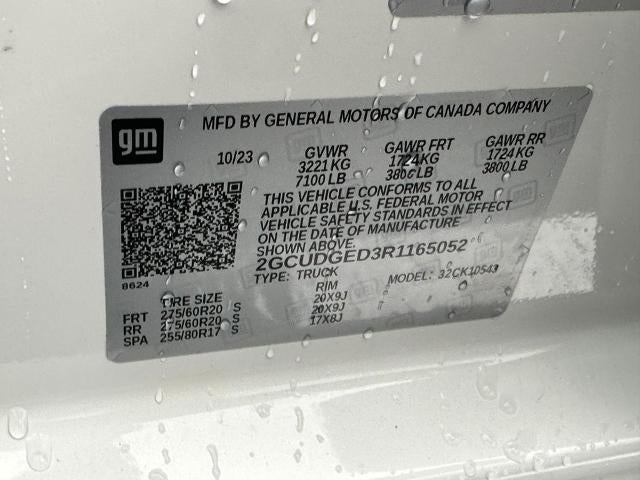 gm
MFD BY GENERAL MOTORS OF CANADA COMPANY
10/23 GVWR GAWR FRT GAWR RR
3221 KG 1724 KG 1724 KG
7100 LB 3800 LB 3800 LB
THIS VEHICLE CONFORMS TO ALL
APPLICABLE U.S. FEDERAL MOTOR
VEHICLE SAFETY STANDARDS IN EFFECT
ON THE DATE OF MANUFACTURE
SHOWN ABOVE.
2GCUDGED3R1165052
TYPE: TRUCK MODEL: 32CK10543
8624
TIRE SIZE RIM
FRT 275/60R20 S 20X9J
RR 275/60R20 S 20X9J
SPA 255/80R17 S 17X8J